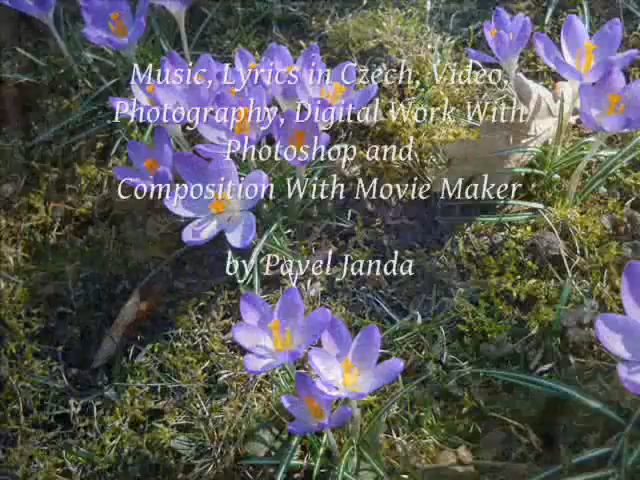 Music, Lyrics in Czech, Video,
Photography, Digital Work With
Photoshop and
Composition With Movie Maker
by Pavel Janda